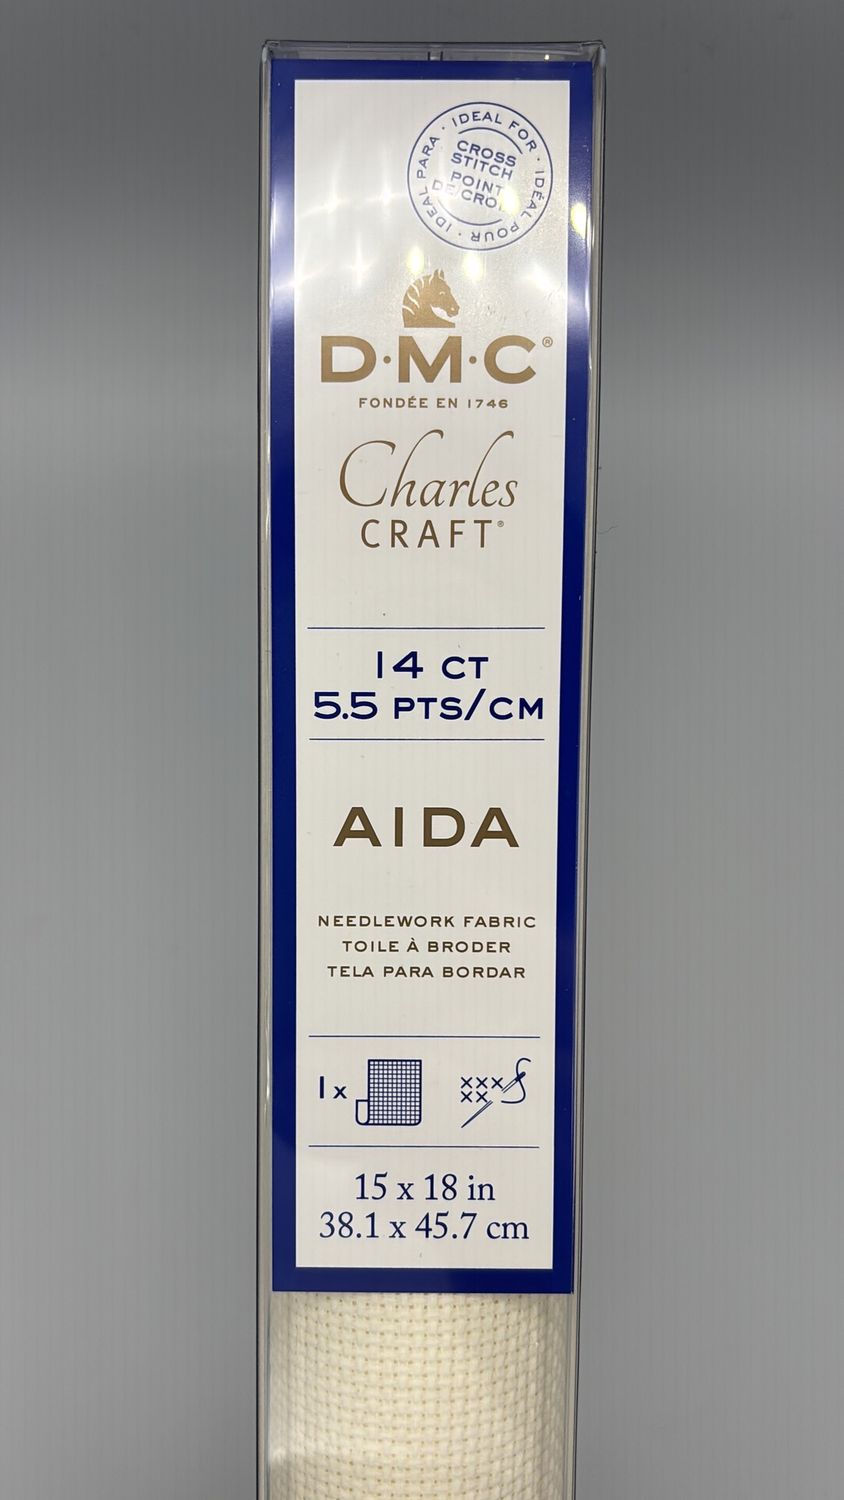 IDEAL FOR · IDÉAL POUR · IDEAL PARA ·
CROSS
STITCH
POINT
DE
D·M·C®
FONDÉE EN 1746
Charles
CRAFT®
14 CT
5.5 PTS/CM
AIDA
NEEDLEWORK FABRIC
TOILE À BRODER
TELA PARA BORDAR
1x
15 x 18 in
38.1 x 45.7 cm